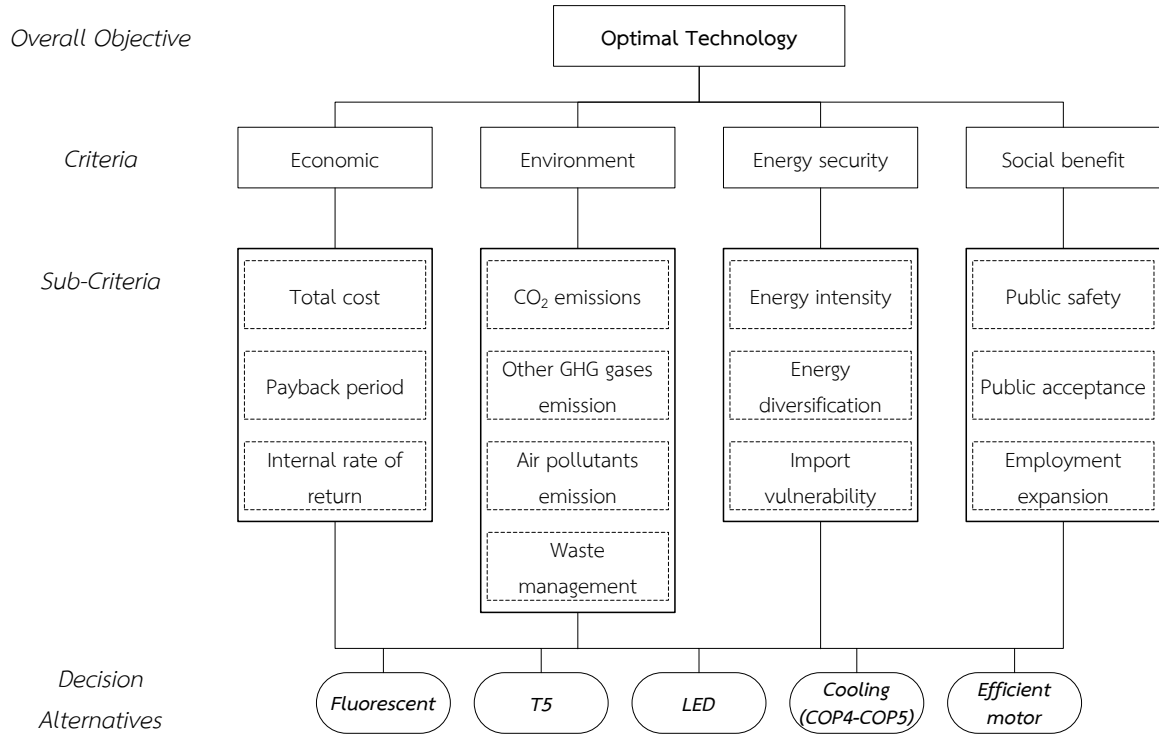 Overall Objective
Optimal Technology
Criteria
Economic
Environment
Energy security
Social benefit
Sub-Criteria
Total cost
Payback period
Internal rate of
return
CO₂ emissions
Other GHG gases
emission
Air pollutants
emission
Waste
management
Energy intensity
Energy
diversification
Import
vulnerability
Public safety
Public acceptance
Employment
expansion
Decision
Alternatives
Fluorescent
T5
LED
Cooling
(COP4-COP5)
Efficient
motor